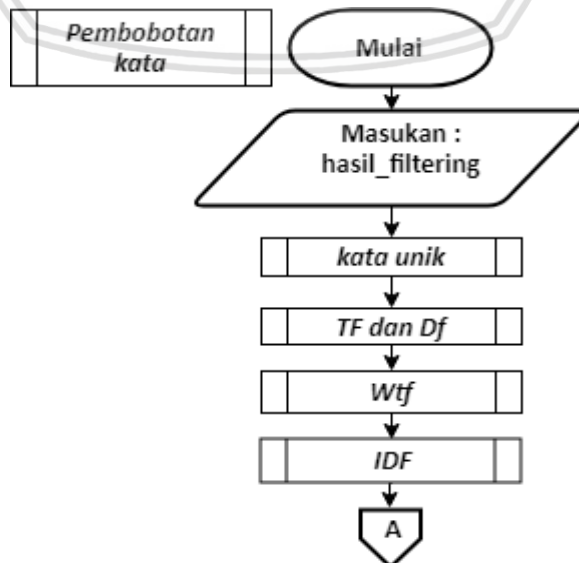 Pembobotan
kata
Mulai
Masukan :
hasil_filtering
kata unik
TF dan Df
Wtf
IDF
A